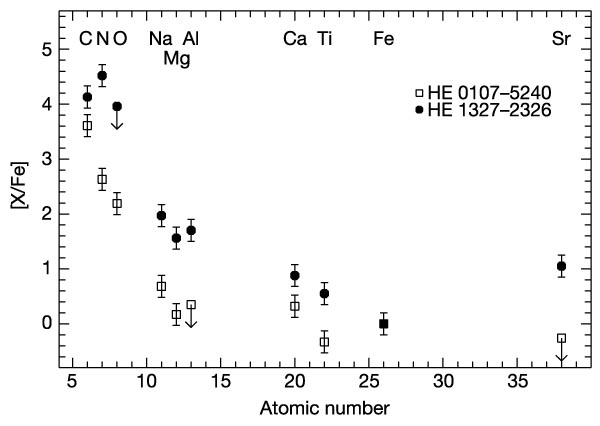 C N O Na Al Ca Ti Fe Sr
Mg
5
4
3
2
1
0
[X/Fe]
HE 0107–5240
HE 1327–2326
5 10 15 20 25 30 35
Atomic number